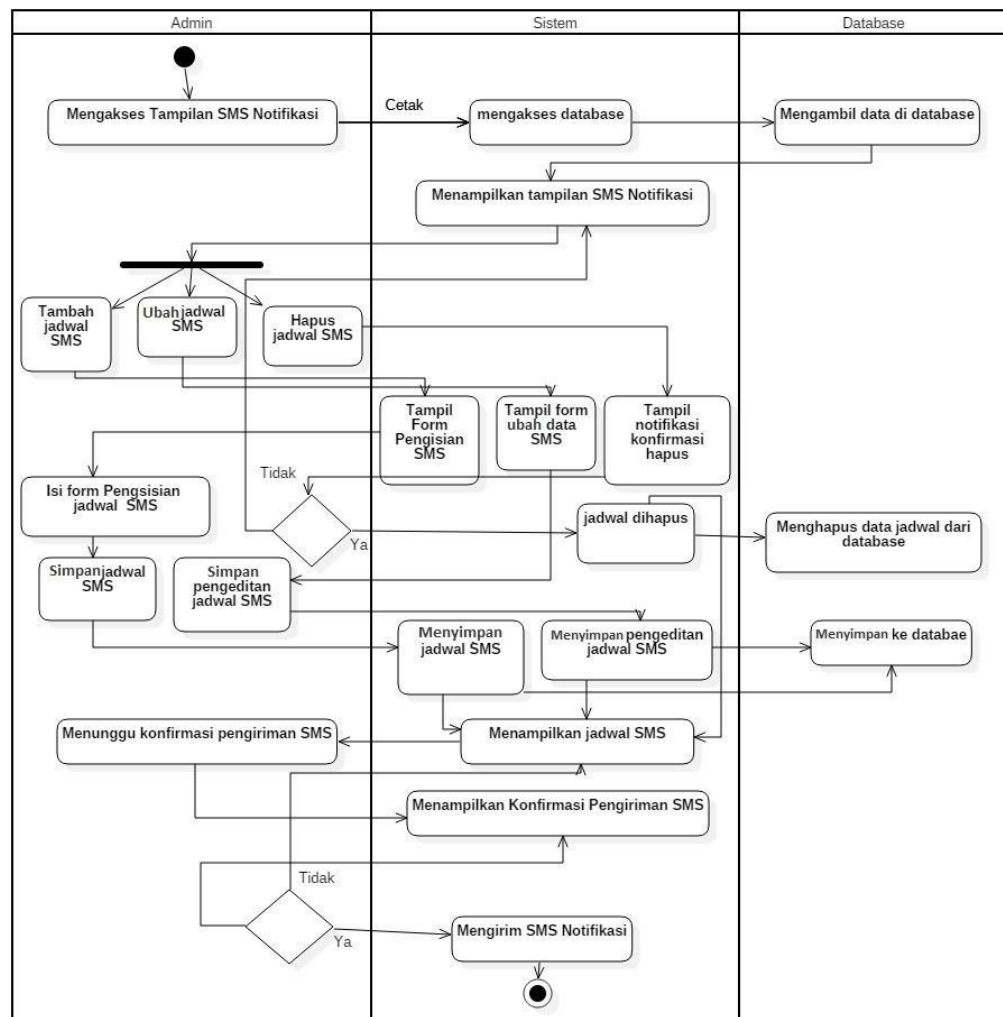 Admin
Sistem
Database
Mengakses Tampilan SMS Notifikasi
Cetak
mengakses database
Mengambil data di database
Menampilkan tampilan SMS Notifikasi
Tambah
jadwal
SMS
Ubah jadwal
SMS
Hapus
jadwal SMS
Tampil
Form
Pengisian
SMS
Tampil form
ubah data
SMS
Tampil
notifikasi
konfirmasi
hapus
Tidak
Isi form Pengsisian
jadwal SMS
Ya
jadwal dihapus
Menghapus data jadwal dari
database
Simpan jadwal
SMS
Simpan
pengeditan
jadwal SMS
Menyimpan
jadwal SMS
Menyimpan pengeditan
jadwal SMS
Menyimpan ke databae
Menunggu konfirmasi pengiriman SMS
Menampilkan jadwal SMS
Menampilkan Konfirmasi Pengiriman SMS
Tidak
Ya
Mengirim SMS Notifikasi